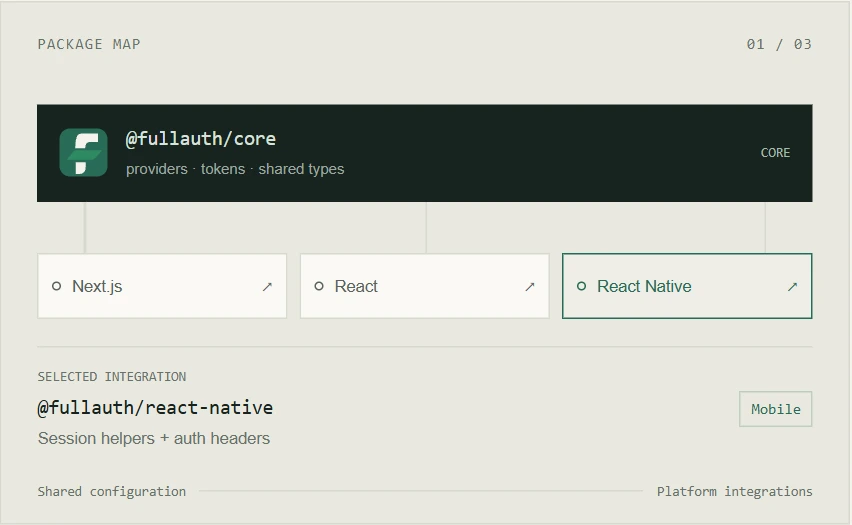 PACKAGE MAP
01 / 03
@fullauth/core
providers · tokens · shared types
CORE
Next.js ↗
React ↗
React Native ↗
SELECTED INTEGRATION
@fullauth/react-native
Mobile
Session helpers + auth headers
Shared configuration
Platform integrations